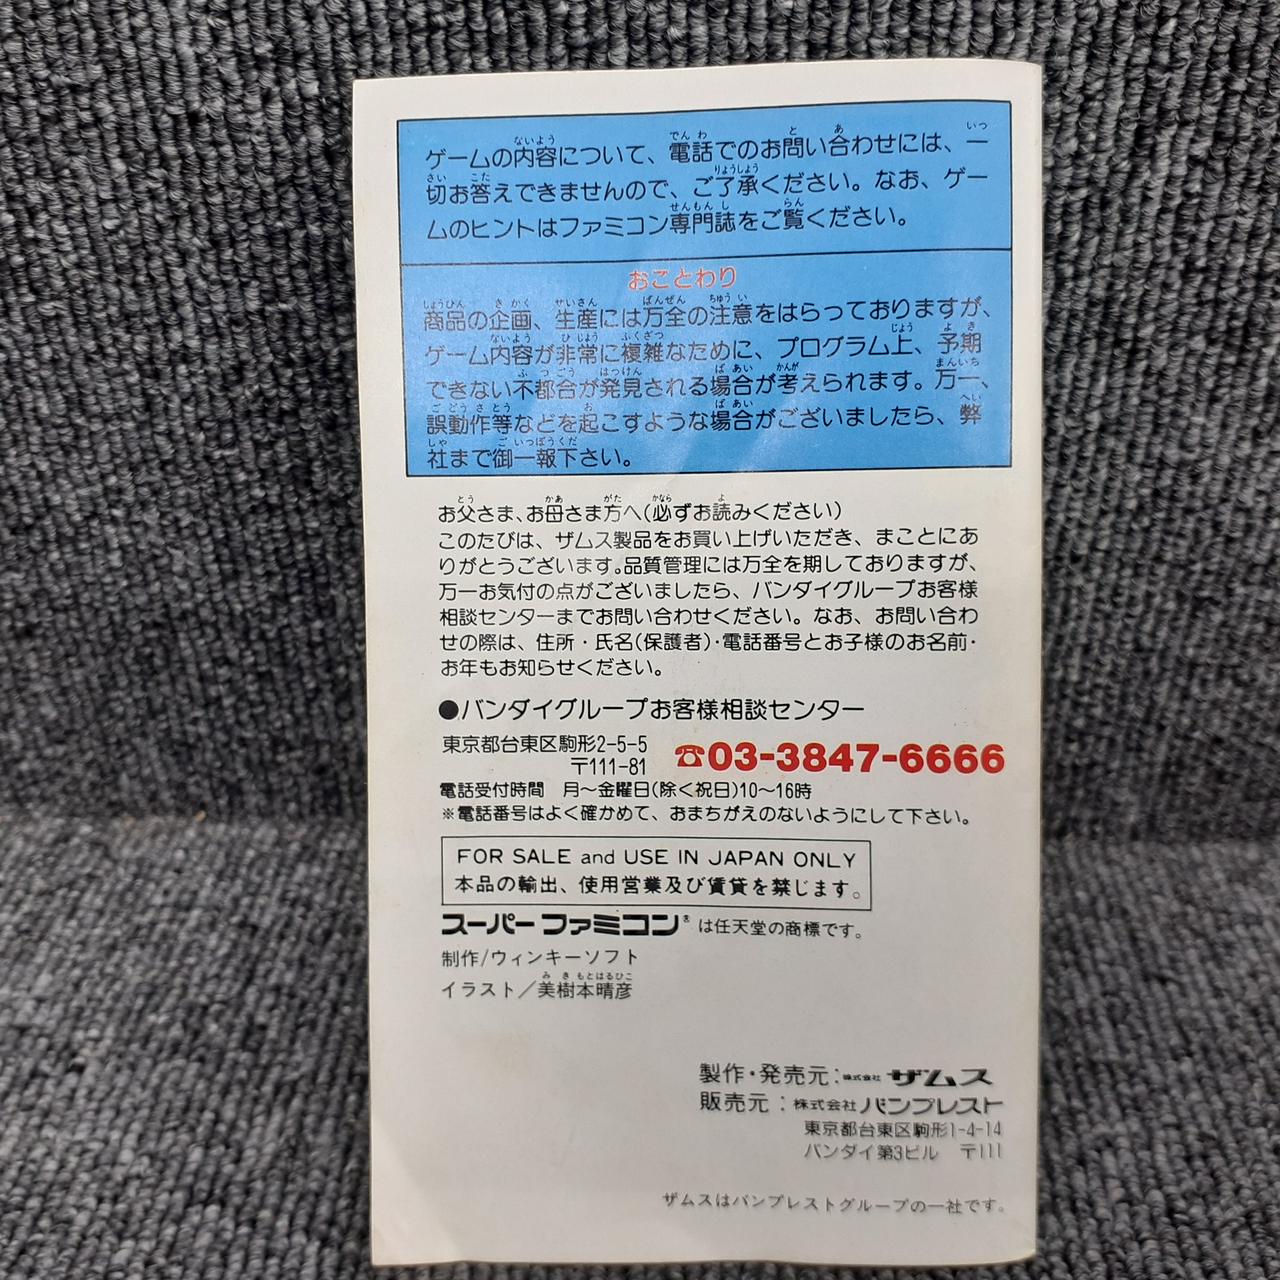 ゲームの内容について、電話でのお問い合わせには、一
切お答えできませんので、ご了承ください。なお、ゲー
ムのヒントはファミコン専門誌をご覧ください。
おことわり
商品の企画、生産には万全の注意をはらっておりますが、
ゲーム内容が非常に複雑なために、プログラム上、予期
できない不都合が発見される場合が考えられます。万一、
誤動作等などを起こすような場合がございましたら、弊
社まで御一報下さい。
お父さま、お母さま方へ(必ずお読みください)
このたびは、ザムス製品をお買い上げいただき、まことにあ
りがとうございます。品質管理には万全を期しておりますが、
万一お気付の点がございましたら、バンダイグループお客様
相談センターまでお問い合わせください。なお、お問い合わ
せの際は、住所・氏名(保護者)・電話番号とお子様のお名前・
お年もお知らせください。
●バンダイグループお客様相談センター
東京都台東区駒形2-5-5
〒111-81
☎03-3847-6666
電話受付時間 月〜金曜日(除く祝日)10〜16時
※電話番号はよく確かめて、おまちがえのないようにして下さい。
FOR SALE and USE IN JAPAN ONLY
本品の輸出、使用営業及び賃貸を禁じます。
スーパーファミコン® は任天堂の商標です。
制作/ウィンキーソフト
イラスト/美樹本晴彦
製作・発売元:株式会社 ザムス
販売元:株式会社 バンプレスト
東京都台東区駒形1-4-14
バンダイ第3ビル 〒111
ザムスはバンプレストグループの一社です。